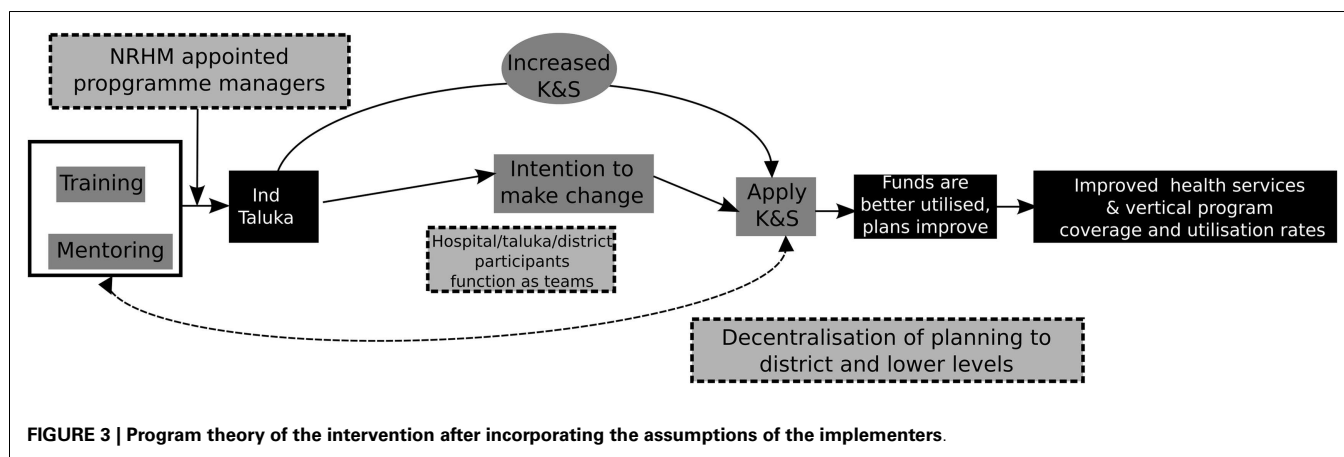 NRHM appointed
propgramme managers
Increased
K&S
Training
Mentoring
Ind
Taluka
Intention to
make change
Hospital/taluka/district
participants
function as teams
Apply
K&S
Funds are
better utilised,
plans improve
Improved health services
& vertical program
coverage and utilisation rates
Decentralisation of planning to
district and lower levels
FIGURE 3 | Program theory of the intervention after incorporating the assumptions of the implementers.